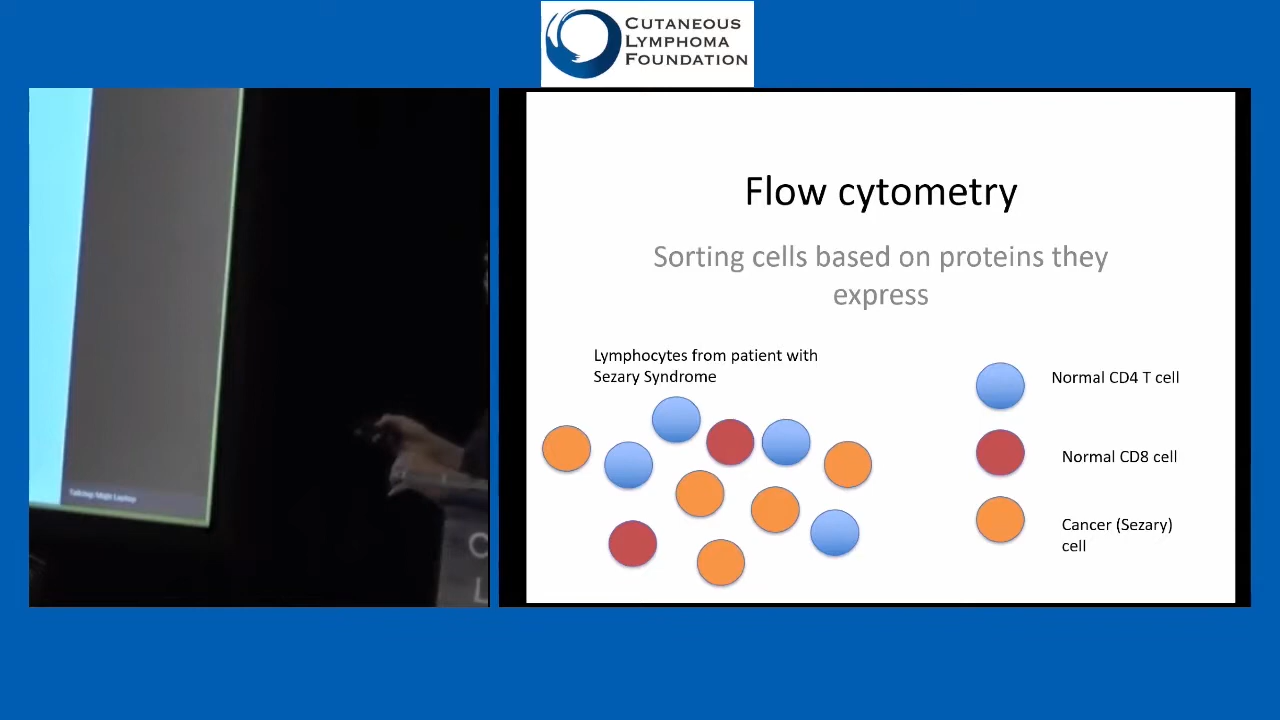 CUTANEOUS
LYMPHOMA
FOUNDATION
Flow cytometry
Sorting cells based on proteins they
express
Lymphocytes from patient with
Sezary Syndrome
Normal CD4 T cell
Normal CD8 cell
Cancer (Sezary)
cell
C
L